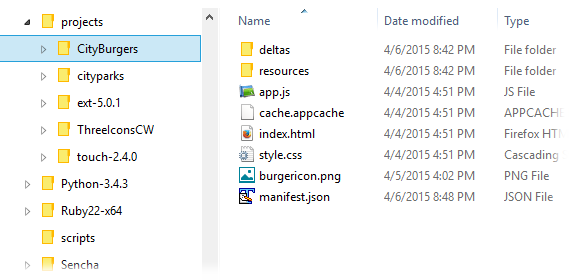 projects
CityBurgers
cityparks
ext-5.0.1
ThreeIconsCW
touch-2.4.0
Python-3.4.3
Ruby22-x64
scripts
Sencha
Name Date modified Type
deltas 4/6/2015 8:42 PM File folder
resources 4/6/2015 8:42 PM File folder
app.js 4/4/2015 4:51 PM JS File
cache.appcache 4/4/2015 4:51 PM APPCACHE
index.html 4/4/2015 4:51 PM Firefox HT
style.css 4/4/2015 4:51 PM Cascading
burgericon.png 4/5/2015 4:02 PM PNG File
manifest.json 4/6/2015 8:48 PM JSON File